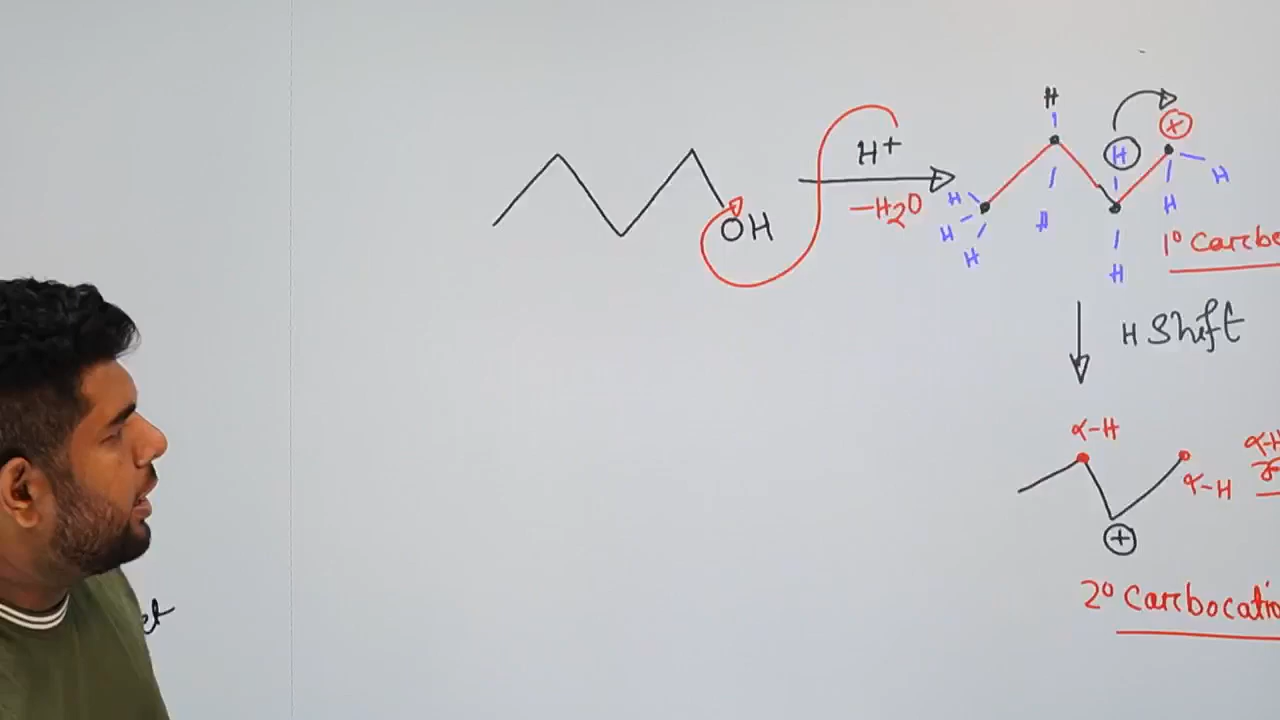 H
H+
H
+
H
H
−H2O
OH
H
H
H
H
1° Carbo
H
H Shift
α−H
α−H
α−H
+
2° Carbocatio